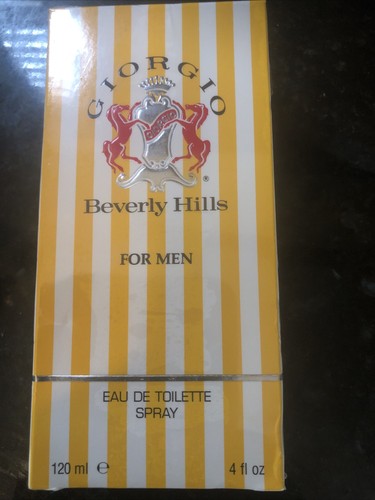 GIORGIO
®
Beverly Hills
FOR MEN
EAU DE TOILETTE
SPRAY
120 ml e 4 fl oz